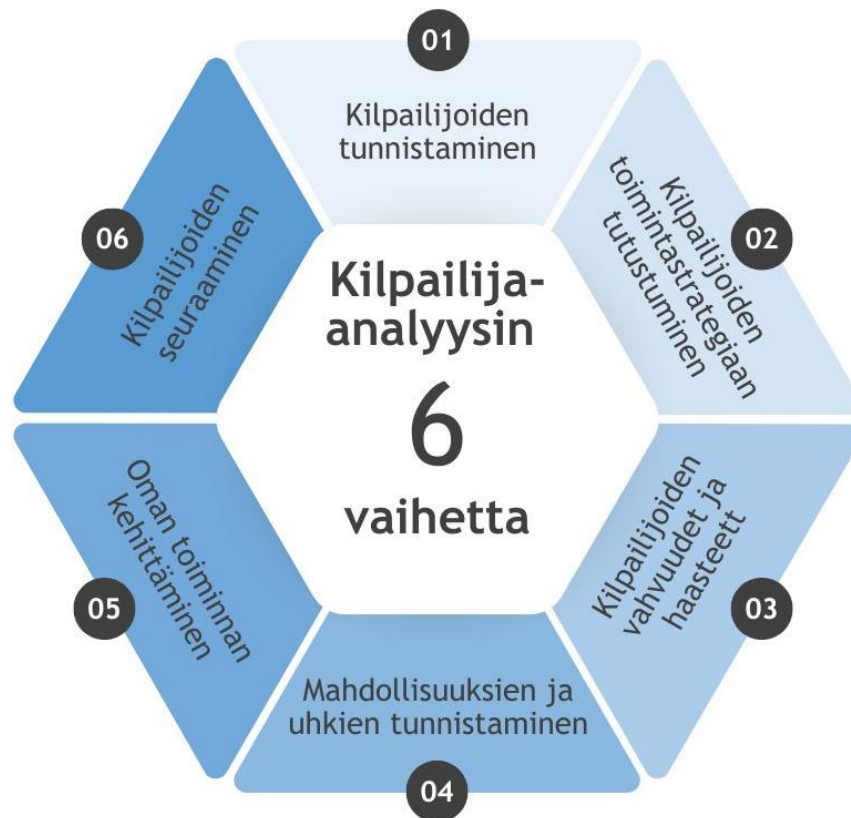 Kilpailija-
analyysin
6
vaihetta
01
Kilpailijoiden
tunnistaminen
02
Kilpailijoiden
toimintastrategiaan
tutustuminen
03
Kilpailijoiden
vahvuudet ja
haasteett
04
Mahdollisuuksien ja
uhkien tunnistaminen
05
Oman toiminnan
kehittäminen
06
Kilpailijoiden
seuraaminen